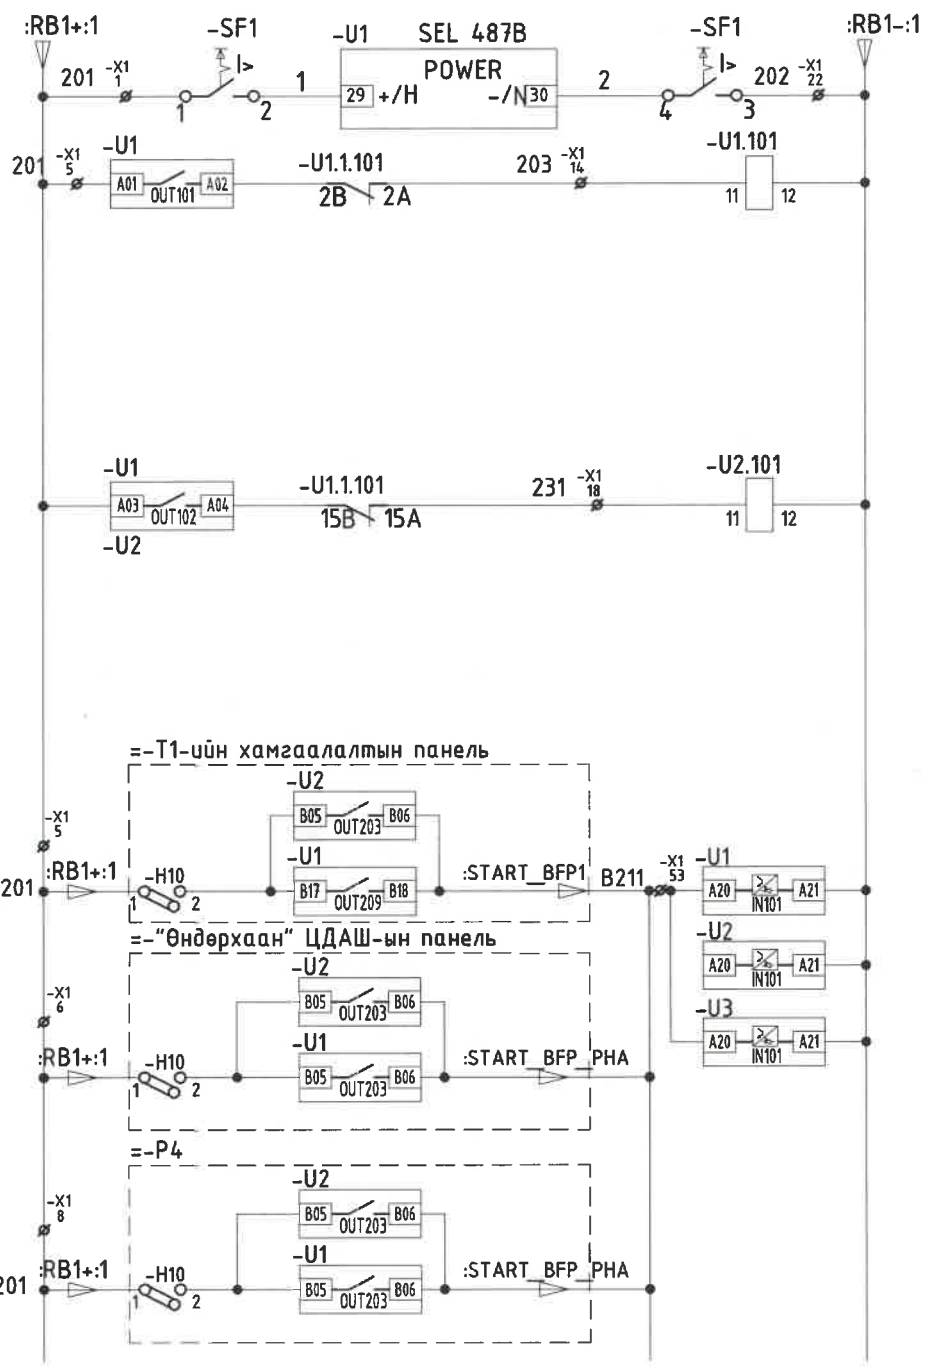 :RB1+:1 -SF1 -U1 SEL 487B -SF1 :RB1-:1
POWER
201 -X1 1 I> 1 29 +/H -/N 30 2 I> 202 -X1 22
1 2 4 3
201 -X1 5 -U1 -U1.1.101 203 -X1 14 -U1.101
A01 OUT101 A02 2B 2A 11 12
-U1 -U1.1.101 231 -X1 18 -U2.101
A03 OUT102 A04 15B 15A 11 12
-U2
=-T1-ийн хамгаалалтын панель
-U2
B05 OUT203 B06
-X1 5
201 :RB1+:1 -H10 -U1 :START_BFP1 B211 -X1 53 -U1
1 2 B17 OUT209 B18 A20 IN101 A21
=-"Өндөрхаан" ЦДАШ-ын панель
-U2 -U2
-X1 6 B05 OUT203 B06 A20 IN101 A21
-U1 -U3
:RB1+:1 -H10 :START_BFP_PHA A20 IN101 A21
1 2 B05 OUT203 B06
=-P4
-U2
-X1 8 B05 OUT203 B06
-U1
201 :RB1+:1 -H10 :START_BFP_PHA
1 2 B05 OUT203 B06